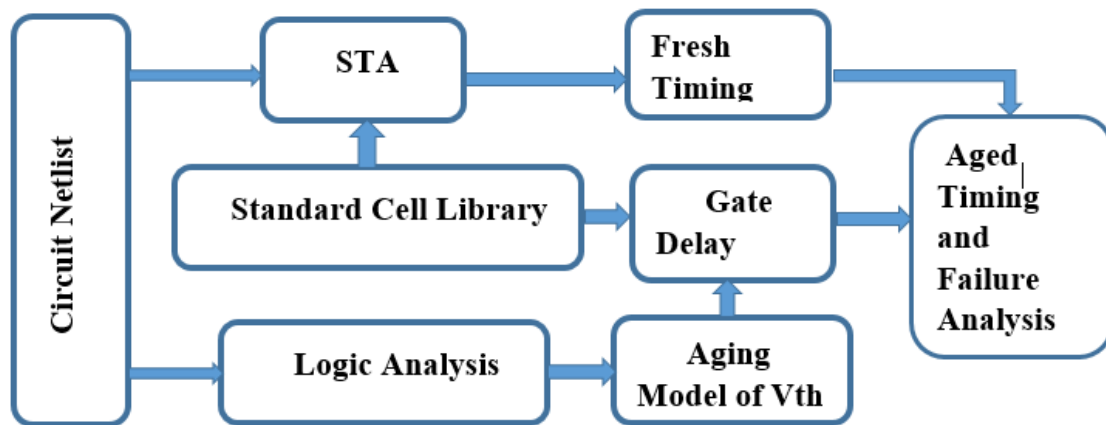 Circuit Netlist
STA
Fresh
Timing
Standard Cell Library
Gate
Delay
Logic Analysis
Aging
Model of Vth
Aged
Timing
and
Failure
Analysis